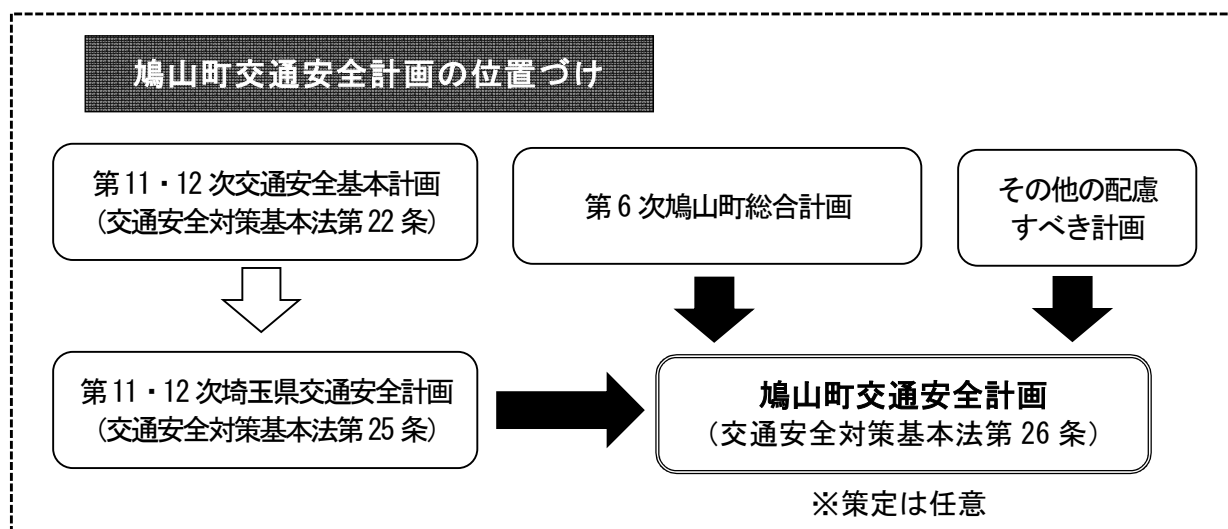 鳩山町交通安全計画の位置づけ
第11・12次交通安全基本計画
（交通安全対策基本法第22条）
第6次鳩山町総合計画
その他の配慮
すべき計画
第11・12次埼玉県交通安全計画
（交通安全対策基本法第25条）
鳩山町交通安全計画
（交通安全対策基本法第26条）
※策定は任意